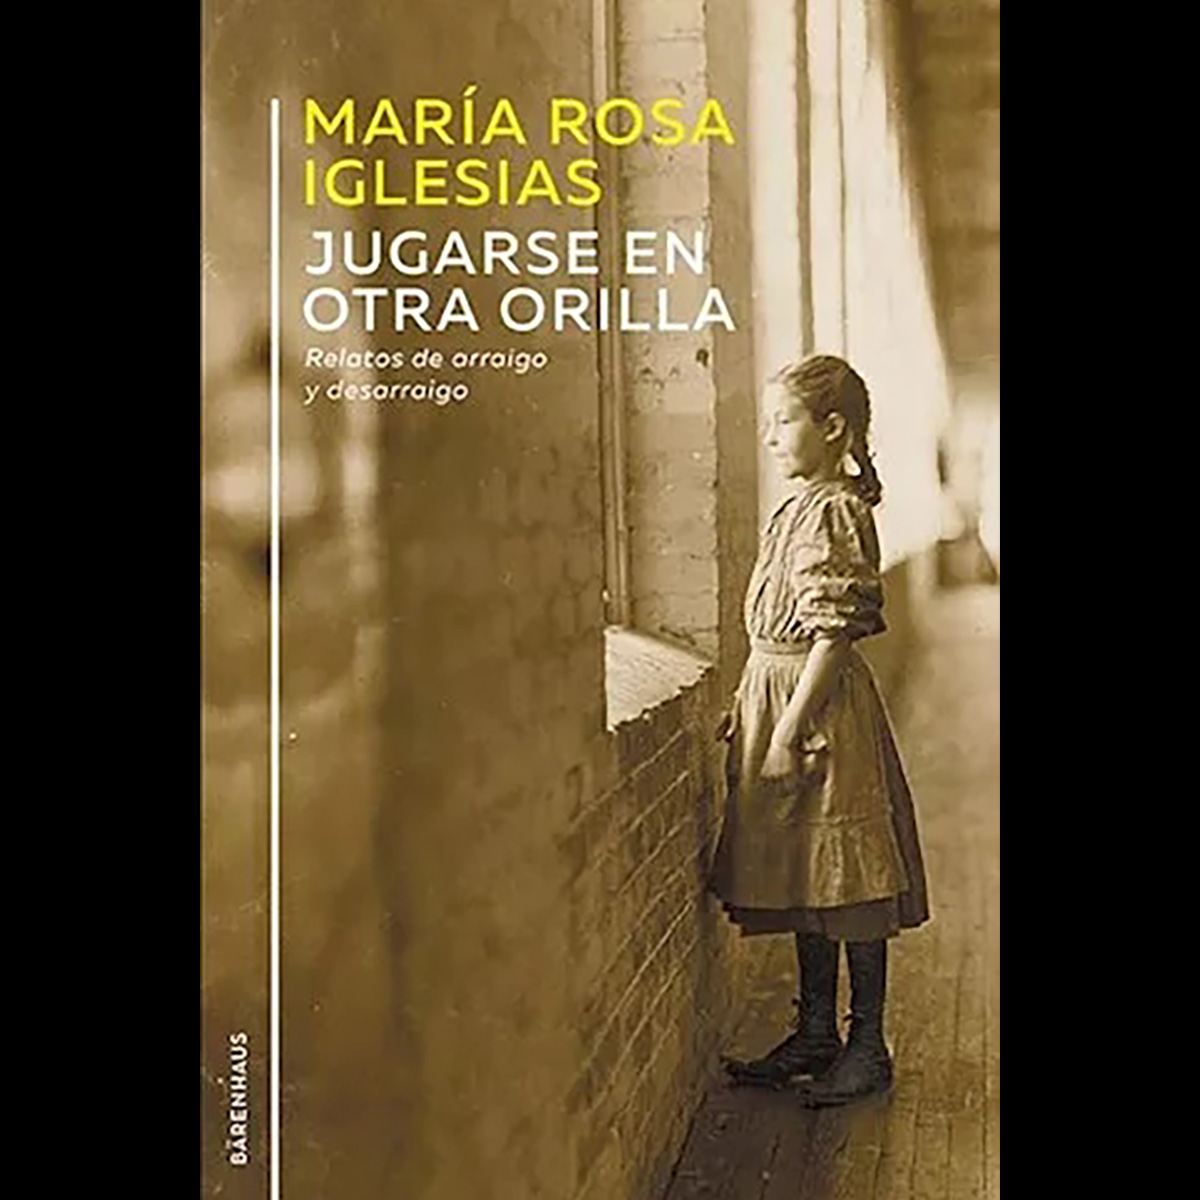 MARÍA ROSA
IGLESIAS
JUGARSE EN
OTRA ORILLA
Relatos de arraigo
y desarraigo
BÄRENHAUS